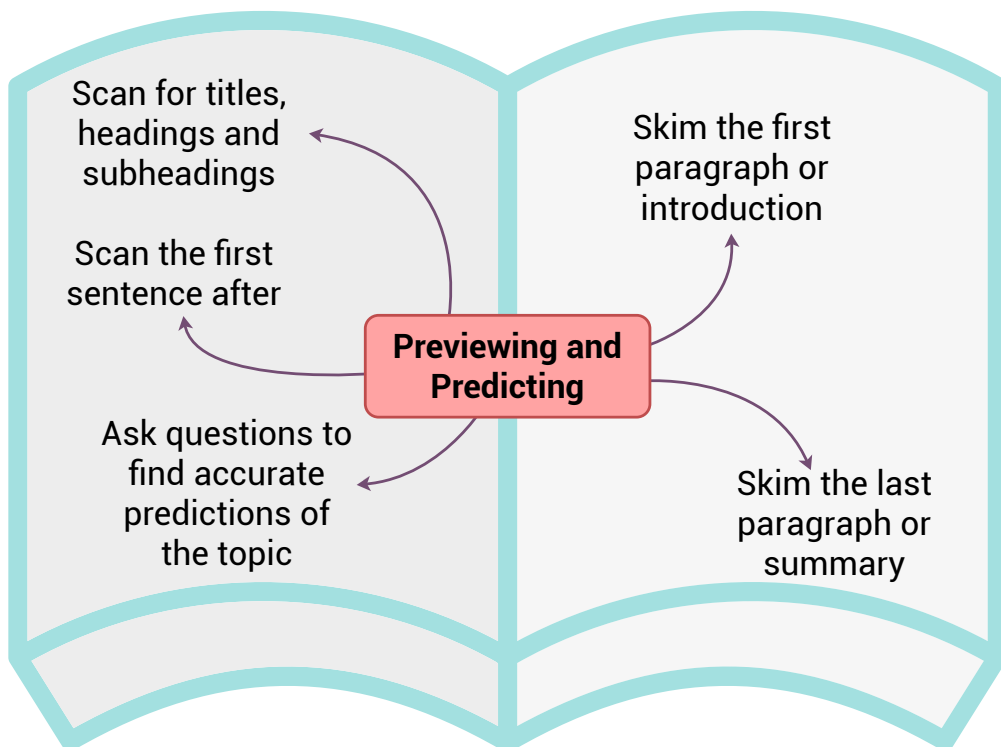 Scan for titles,
headings and
subheadings
Scan the first
sentence after
Ask questions to
find accurate
predictions of
the topic
Previewing and
Predicting
Skim the first
paragraph or
introduction
Skim the last
paragraph or
summary